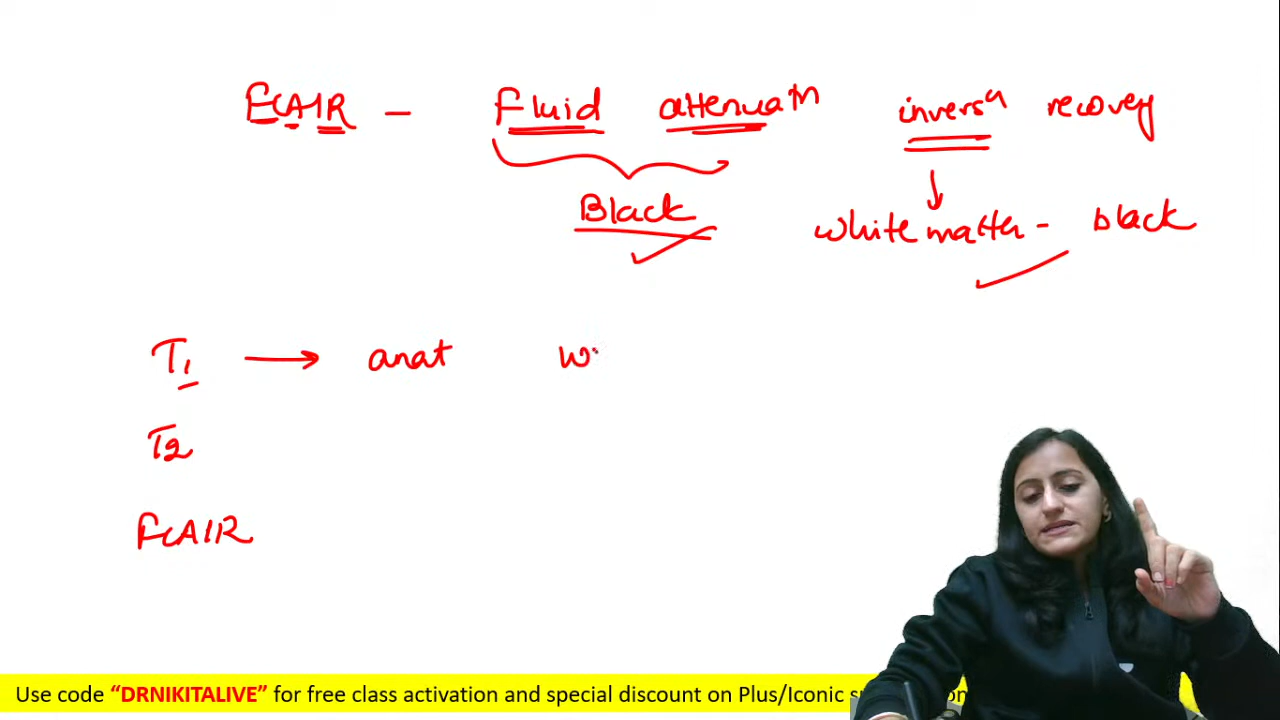 FLAIR - Fluid attenuatn inversn recovery
Black
white matter - black
T1 → anat wi
T2
FLAIR
Use code “DRNIKITALIVE” for free class activation and special discount on Plus/Iconic